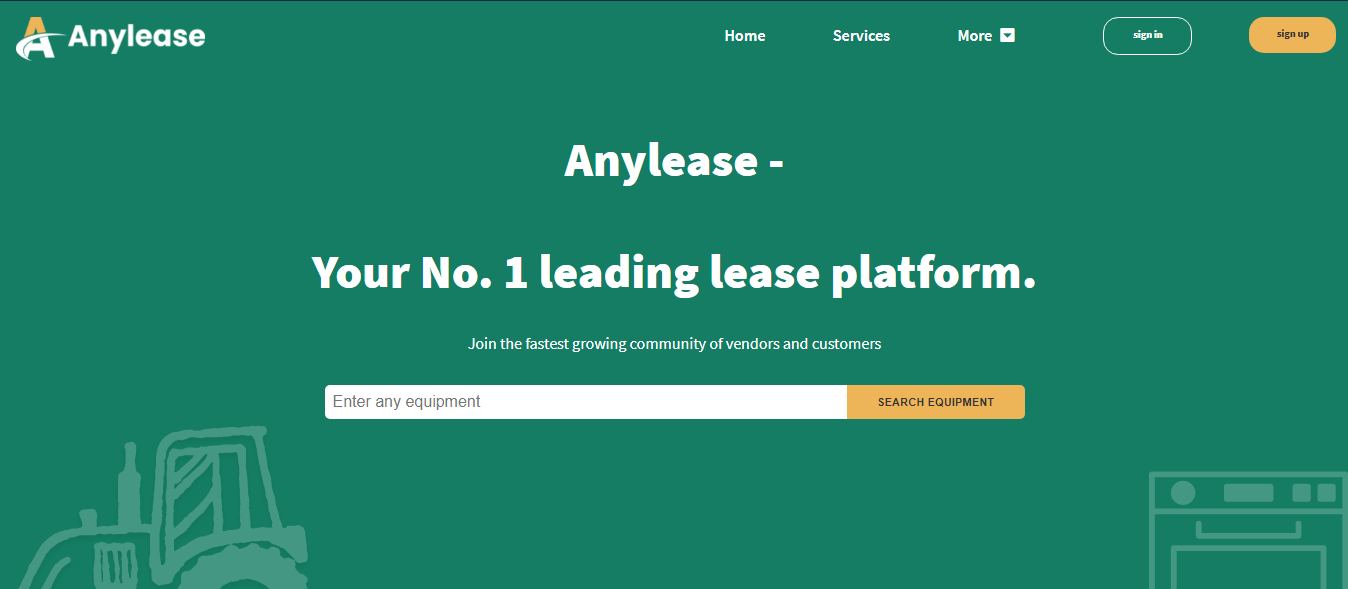 Anylease
Home Services More sign in sign up
Anylease -
Your No. 1 leading lease platform.
Join the fastest growing community of vendors and customers
Enter any equipment SEARCH EQUIPMENT